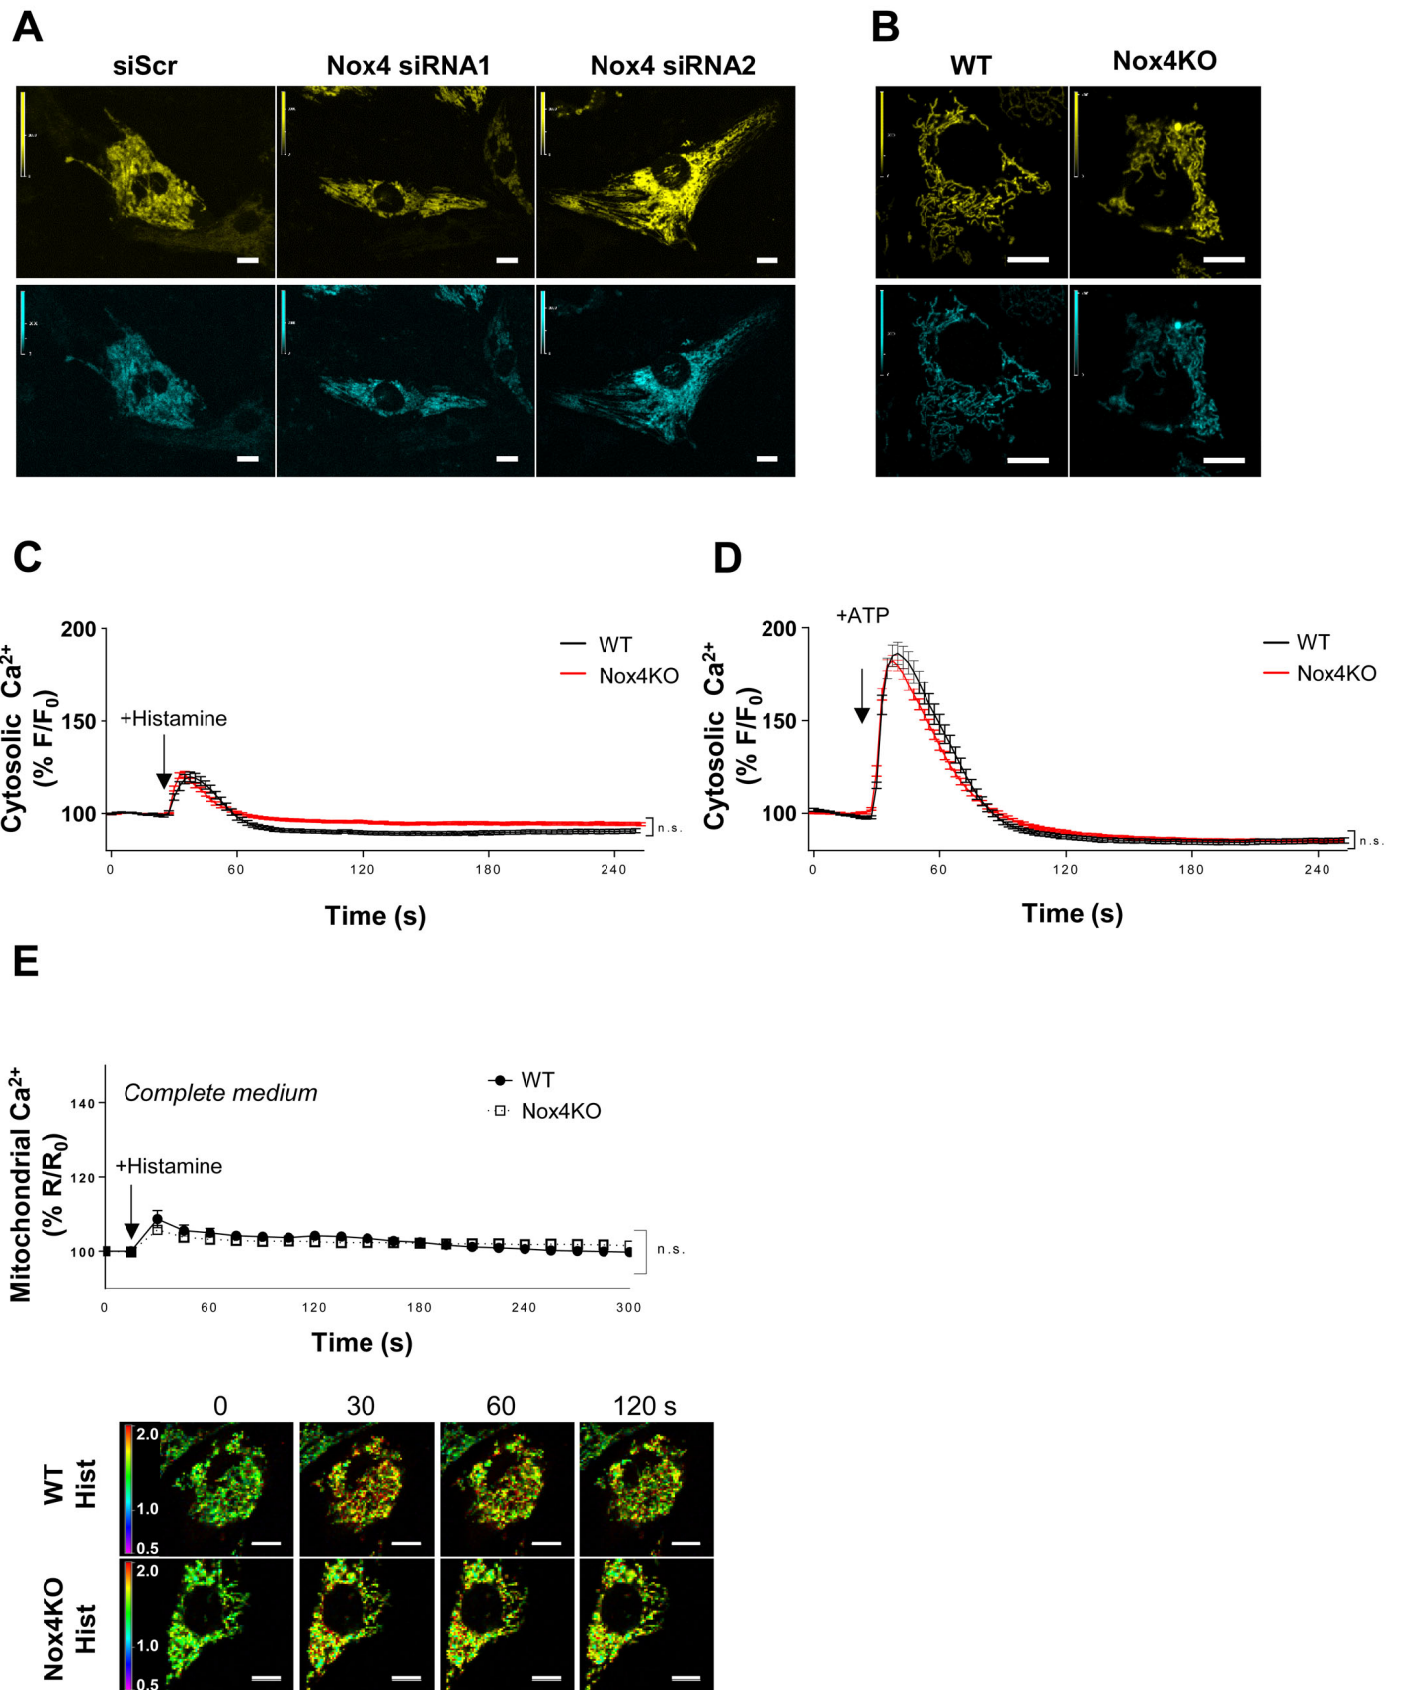 A
B
siScr
Nox4 siRNA1
Nox4 siRNA2
WT
Nox4KO
C
D
Cytosolic Ca2+
(% F/F0)
200
150
100
+Histamine
WT
Nox4KO
n.s.
0 60 120 180 240
Time (s)
Cytosolic Ca2+
(% F/F0)
200
150
100
+ATP
WT
Nox4KO
n.s.
0 60 120 180 240
Time (s)
E
Mitochondrial Ca2+
(% R/R0)
140
120
100
Complete medium
+Histamine
WT
Nox4KO
n.s.
0 60 120 180 240 300
Time (s)
0 30 60 120 s
WT
Hist
2.0
1.0
0.5
Nox4KO
Hist
2.0
1.0
0.5